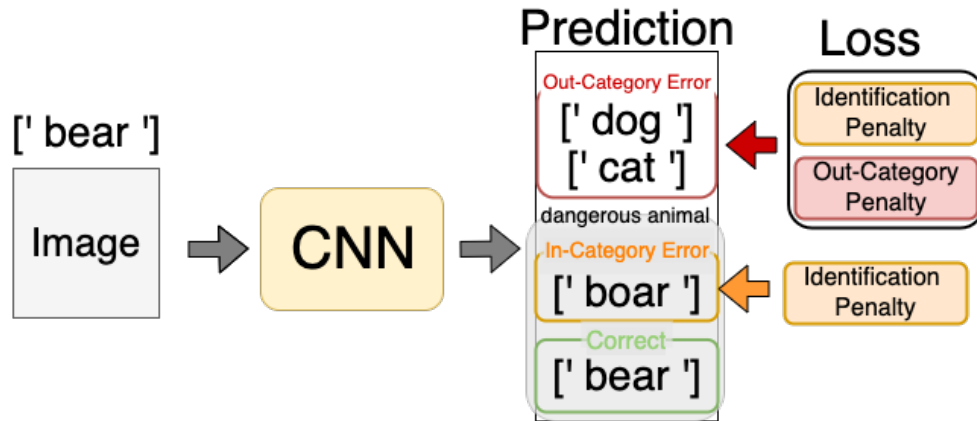 [' bear ']
Image
CNN
Prediction
Out-Category Error
[' dog ']
[' cat ']
dangerous animal
In-Category Error
[' boar ']
Correct
[' bear ']
Loss
Identification
Penalty
Out-Category
Penalty
Identification
Penalty